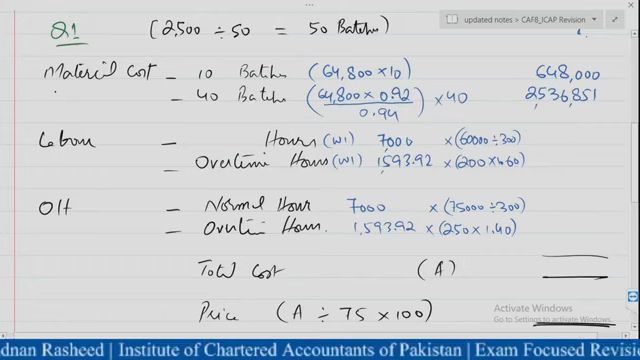 updated notes > CAF8_ICAP Revision
Q1 (2,500 ÷ 50 = 50 Batches)
Material Cost – 10 Batches (64,800 x 10) 648,000
– 40 Batches (64,800 x 0.92 / 0.94) x 40 2,536,851
Labour – Hours (W1) 7000 x (60000 ÷ 300)
– Overtime Hours (W1) 1,593.92 x (200 x 1.60)
OH – Normal Hour 7000 x (75000 ÷ 300)
– Overtime Hour. 1,593.92 x (250 x 1.40)
Total Cost (A)
Price (A ÷ 75 x 100)
Activate Windows
Go to Settings to activate Windows.
dnan Rasheed | Institute of Chartered Accountants of Pakistan | Exam Focused Revis